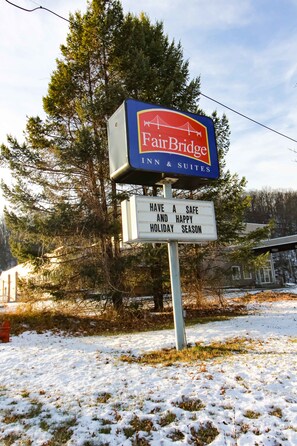 FairBridge
INN & SUITES
HAVE A SAFE
AND HAPPY
HOLIDAY SEASON